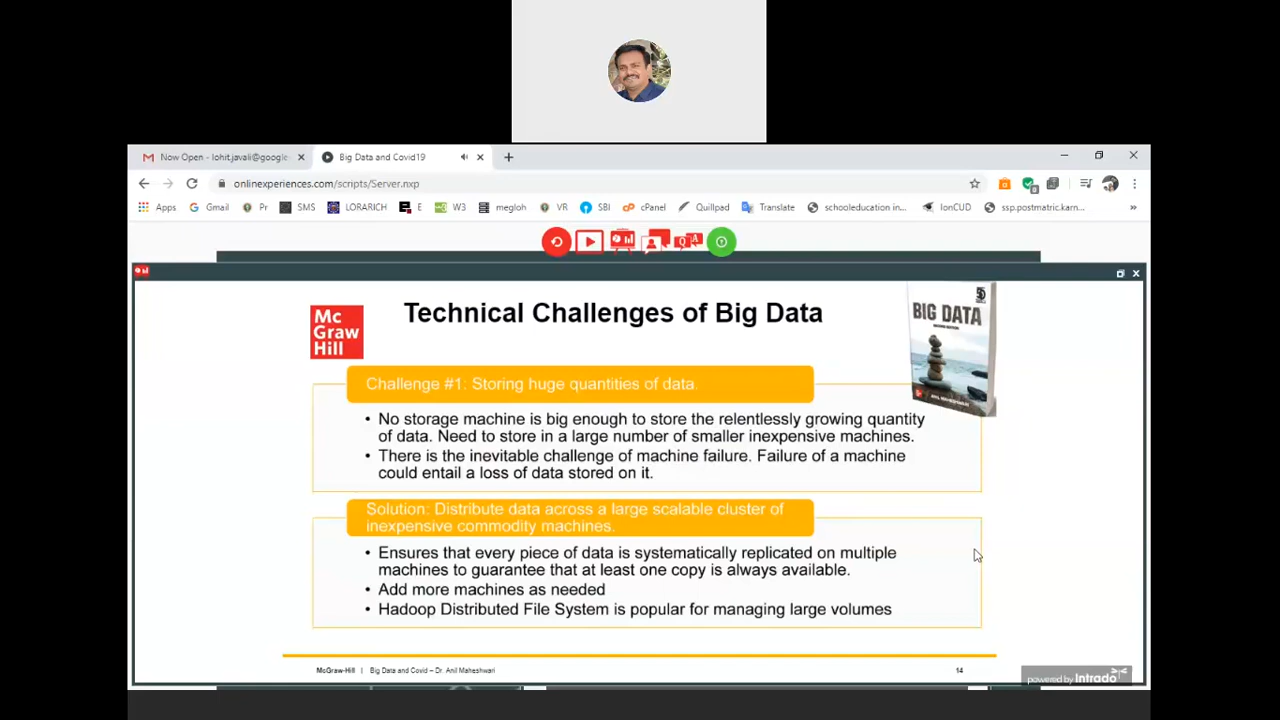 Now Open - lohit.javali@google
Big Data and Covid19
onlinexperiences.com/scripts/Server.nxp
Apps Gmail Pr SMS LORARICH E W3 megloh VR SBI cPanel Quillpad Translate schooleducation in... IonCUD ssp.postmatric.karn... »
Q A
Technical Challenges of Big Data
Mc
Graw
Hill
BIG DATA
Challenge #1: Storing huge quantities of data.
• No storage machine is big enough to store the relentlessly growing quantity
of data. Need to store in a large number of smaller inexpensive machines.
• There is the inevitable challenge of machine failure. Failure of a machine
could entail a loss of data stored on it.
Solution: Distribute data across a large scalable cluster of
inexpensive commodity machines.
• Ensures that every piece of data is systematically replicated on multiple
machines to guarantee that at least one copy is always available.
• Add more machines as needed
• Hadoop Distributed File System is popular for managing large volumes
McGraw-Hill | Big Data and Covid – Dr. Anil Maheshwari
14
powered by Intrado